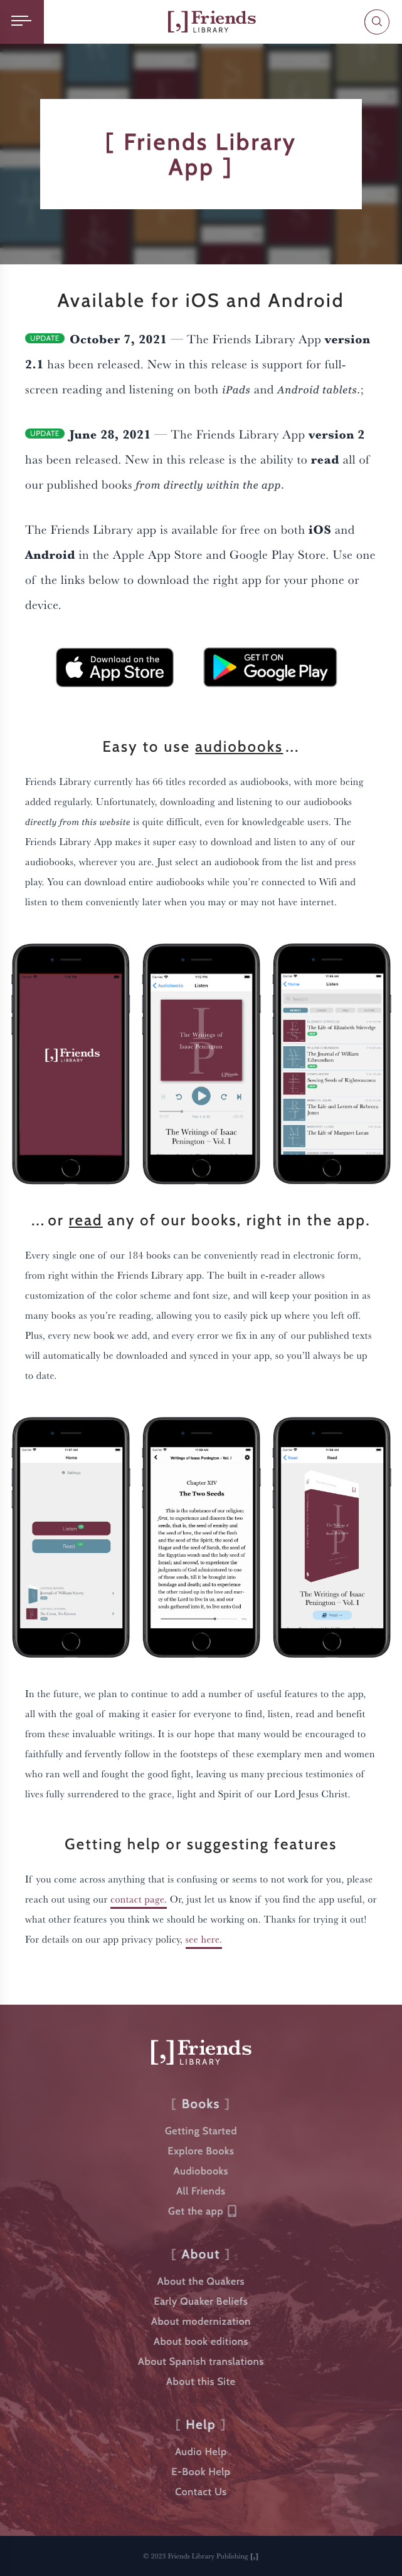 [,] Friends
LIBRARY
[ Friends Library
App ]
Available for iOS and Android
UPDATE October 7, 2021 — The Friends Library App version
2.1 has been released. New in this release is support for full-
screen reading and listening on both iPads and Android tablets.;
UPDATE June 28, 2021 — The Friends Library App version 2
has been released. New in this release is the ability to read all of
our published books from directly within the app.
The Friends Library app is available for free on both iOS and
Android in the Apple App Store and Google Play Store. Use one
of the links below to download the right app for your phone or
device.
Download on the
App Store
GET IT ON
Google Play
Easy to use audiobooks...
Friends Library currently has 66 titles recorded as audiobooks, with more being
added regularly. Unfortunately, downloading and listening to our audiobooks
directly from this website is quite difficult, even for knowledgeable users. The
Friends Library App makes it super easy to download and listen to any of our
audiobooks, wherever you are. Just select an audiobook from the list and press
play. You can download entire audiobooks while you're connected to Wifi and
listen to them conveniently later when you may or may not have internet.
[,] Friends
LIBRARY
Audiobooks
Listen
The Writings of
Isaac Penington
The Writings of Isaac
Penington – Vol. I
Home
Listen
Search
The Life of Elizabeth Stirredge
The Journal of William
Edmundson
Sowing Seeds of Righteousness
The Life and Letters of Rebecca
Jones
The Life of Margaret Lucas
...or read any of our books, right in the app.
Every single one of our 184 books can be conveniently read in electronic form,
from right within the Friends Library app. The built in e-reader allows
customization of the color scheme and font size, and will keep your position in as
many books as you're reading, allowing you to easily pick up where you left off.
Plus, every new book we add, and every error we fix in any of our published texts
will automatically be downloaded and synced in your app, so you'll always be up
to date.
Home
Settings
Listen
Read
Writings of Isaac Penington – Vol. I
Chapter XIV
The Two Seeds
Read
Read
The Writings of Isaac
Penington – Vol. I
Read
In the future, we plan to continue to add a number of useful features to the app,
all with the goal of making it easier for everyone to find, listen, read and benefit
from these invaluable writings. It is our hope that many would be encouraged to
faithfully and fervently follow in the footsteps of these exemplary men and women
who ran well and fought the good fight, leaving us many precious testimonies of
lives fully surrendered to the grace, light and Spirit of our Lord Jesus Christ.
Getting help or suggesting features
If you come across anything that is confusing or seems to not work for you, please
reach out using our contact page. Or, just let us know if you find the app useful, or
what other features you think we should be working on. Thanks for trying it out!
For details on our app privacy policy, see here.
[,] Friends
LIBRARY
[ Books ]
Getting Started
Explore Books
Audiobooks
All Friends
Get the app
[ About ]
About the Quakers
Early Quaker Beliefs
About modernization
About book editions
About Spanish translations
About this Site
[ Help ]
Audio Help
E-Book Help
Contact Us
© 2023 Friends Library Publishing [,]